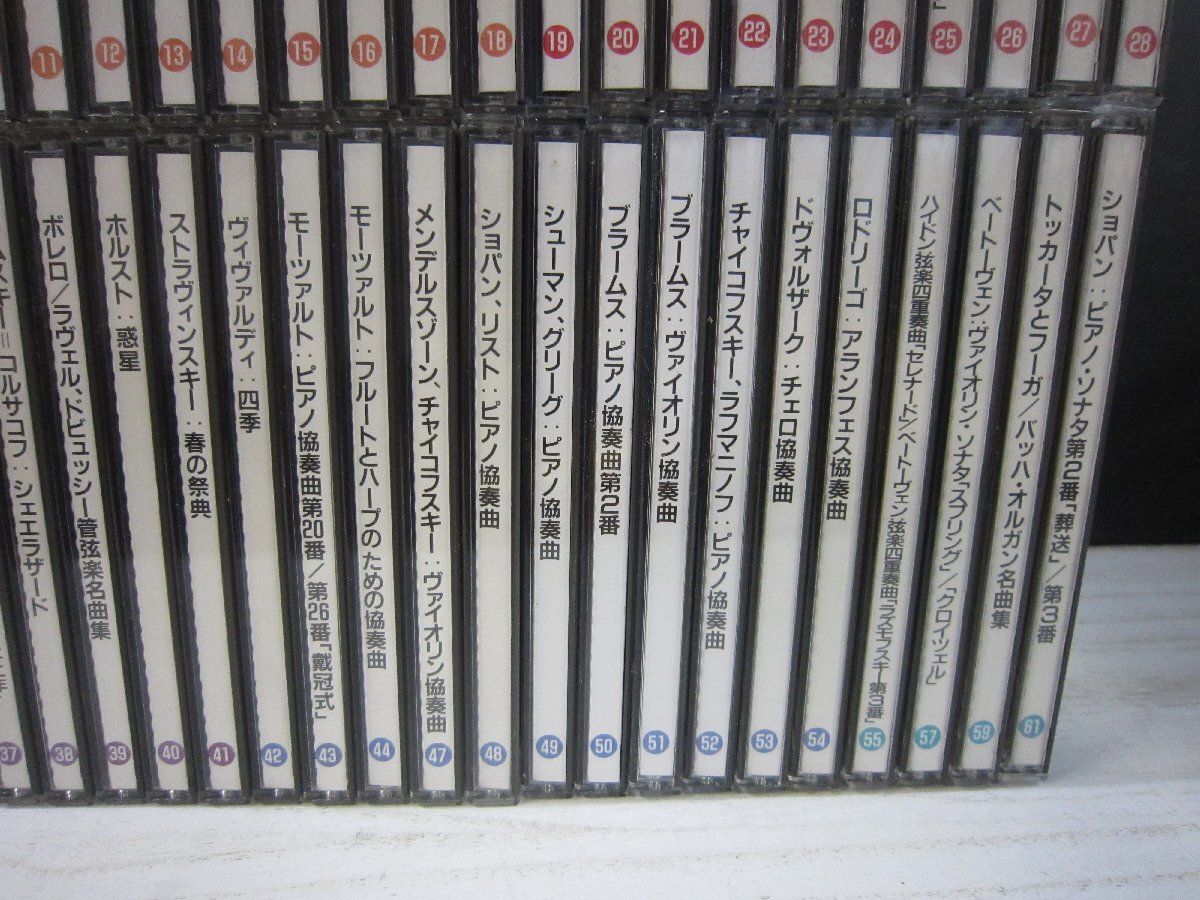 11
12
13
14
15
16
17
18
19
20
21
22
23
24
25
26
27
28
37
ムスキー＝コルサコフ：シェエラザード 38
ボレロ／ラヴェル、ドビュッシー管弦楽名曲集 39
ホルスト：惑星 40
ストラヴィンスキー：春の祭典 41
ヴィヴァルディ：四季 42
モーツァルト：ピアノ協奏曲第20番／第26番「戴冠式」 43
モーツァルト：フルートとハープのための協奏曲 44
メンデルスゾーン、チャイコフスキー：ヴァイオリン協奏曲 47
ショパン、リスト：ピアノ協奏曲 48
シューマン、グリーグ：ピアノ協奏曲 49
ブラームス：ピアノ協奏曲第2番 50
ブラームス：ヴァイオリン協奏曲 51
チャイコフスキー、ラフマニノフ：ピアノ協奏曲 52
ドヴォルザーク：チェロ協奏曲 53
ロドリーゴ：アランフェス協奏曲 54
ハイドン弦楽四重奏曲「セレナード」／ベートーヴェン弦楽四重奏曲「ラズモフスキー第3番」 55
ベートーヴェン：ヴァイオリン・ソナタ「スプリング」／「クロイツェル」 57
トッカータとフーガ／バッハ・オルガン名曲集 59
ショパン：ピアノ・ソナタ第2番「葬送」／第3番 61